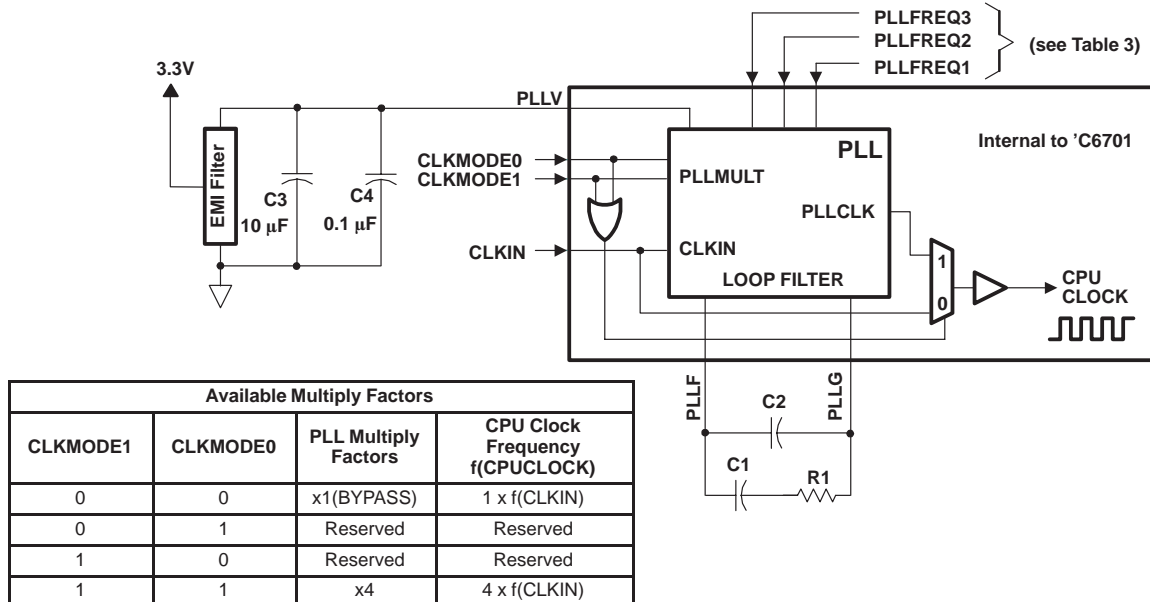 PLLFREQ3
PLLFREQ2
PLLFREQ1
(see Table 3)
3.3V
PLLV
Internal to ’C6701
EMI Filter
C3
10 μF
C4
0.1 μF
CLKMODE0
CLKMODE1
CLKIN
PLL
PLLMULT
PLLCLK
CLKIN
LOOP FILTER
1
0
CPU
CLOCK
PLLF
PLLG
C2
C1
R1
Available Multiply Factors
CLKMODE1 CLKMODE0 PLL Multiply Factors CPU Clock Frequency f(CPUCLOCK)
0 0 x1(BYPASS) 1 x f(CLKIN)
0 1 Reserved Reserved
1 0 Reserved Reserved
1 1 x4 4 x f(CLKIN)